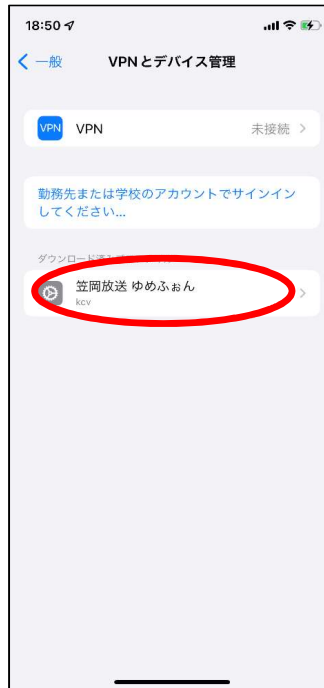 18:50
一般
VPNとデバイス管理
VPN
VPN
未接続
勤務先または学校のアカウントでサインイン
してください...
ダウンロード
笠岡放送 ゆめふぉん
kcv